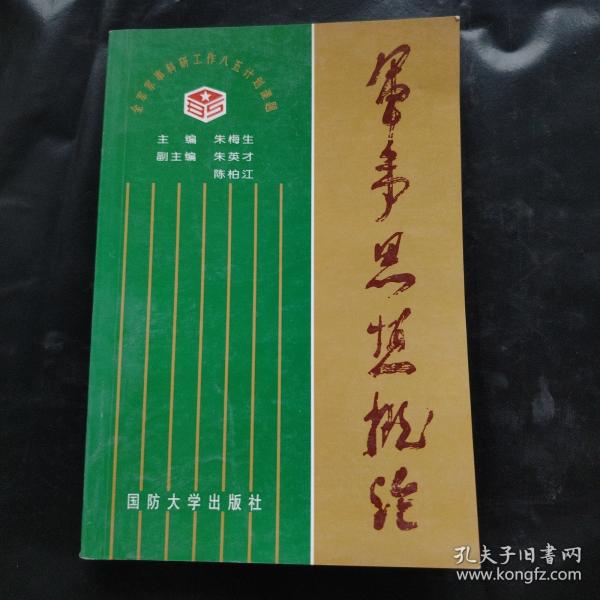 全军军事科研工作八五计划课题
主编 朱梅生
副主编 朱英才
陈柏江
军事思想概论
国防大学出版社
孔夫子旧书网
www.kongfz.com